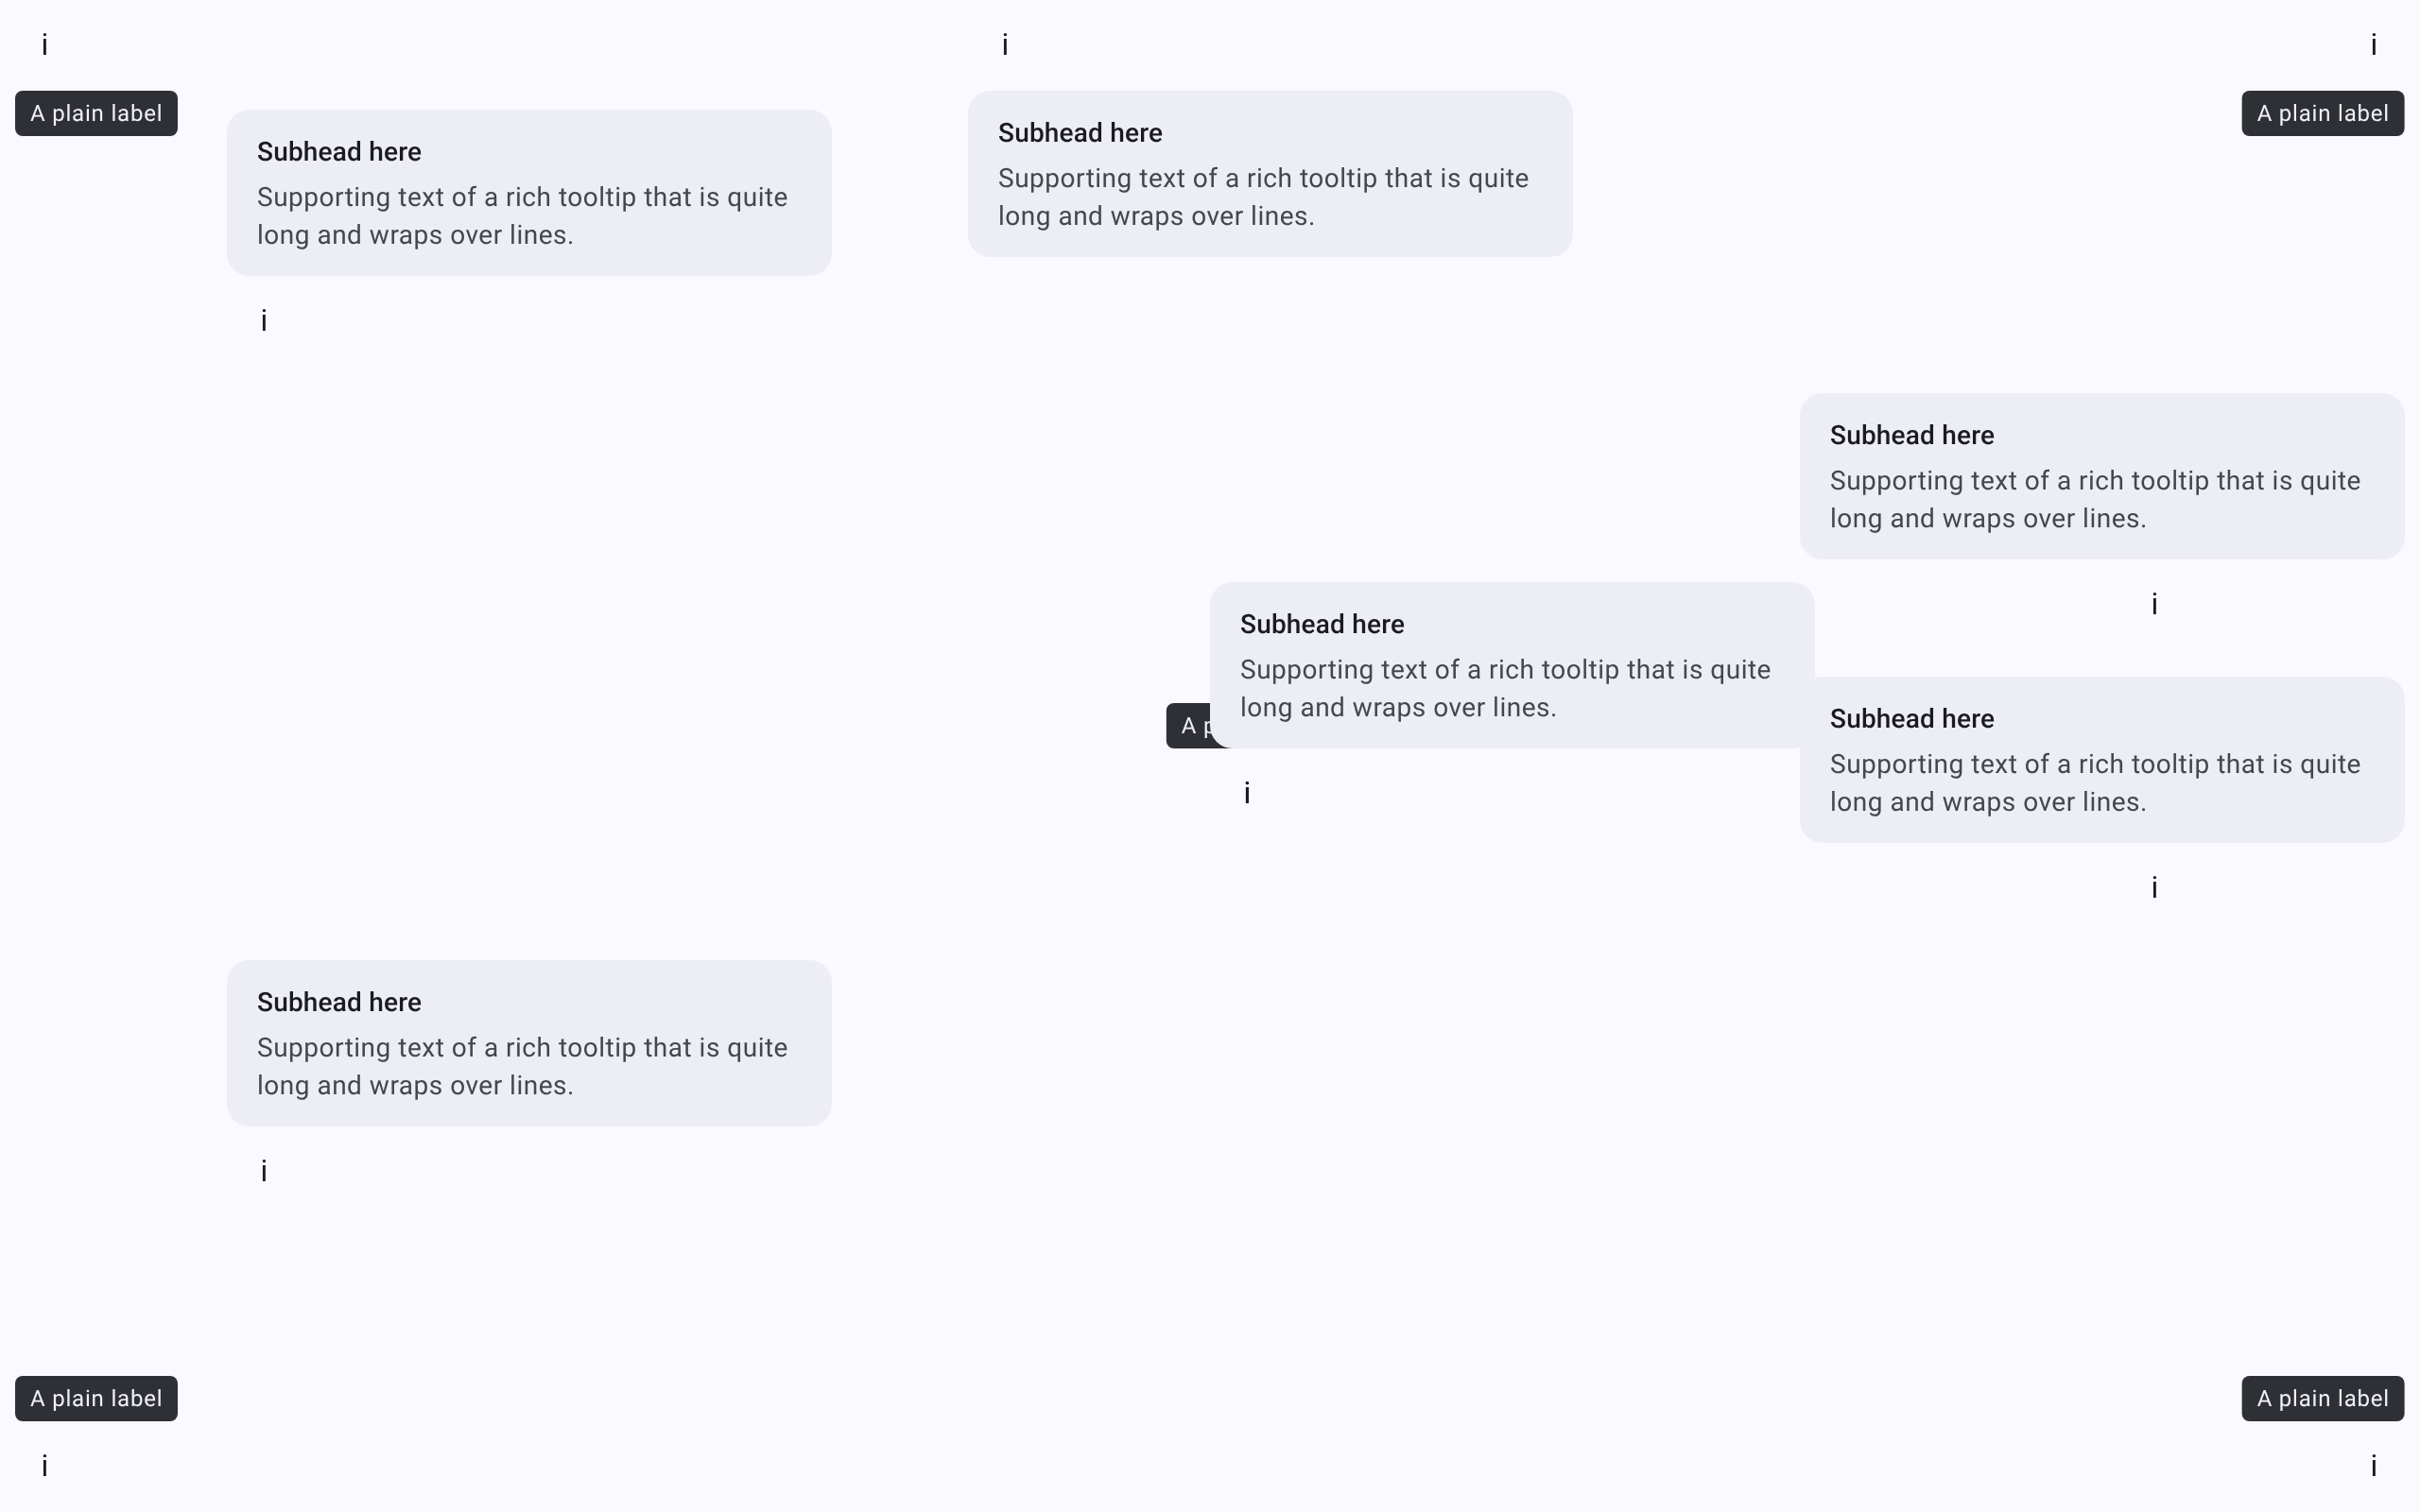 i
i
i
A plain label
A plain label
Subhead here
Supporting text of a rich tooltip that is quite
long and wraps over lines.
i
Subhead here
Supporting text of a rich tooltip that is quite
long and wraps over lines.
Subhead here
Supporting text of a rich tooltip that is quite
long and wraps over lines.
i
Subhead here
Supporting text of a rich tooltip that is quite
long and wraps over lines.
A
i
Subhead here
Supporting text of a rich tooltip that is quite
long and wraps over lines.
i
Subhead here
Supporting text of a rich tooltip that is quite
long and wraps over lines.
i
A plain label
A plain label
i
i